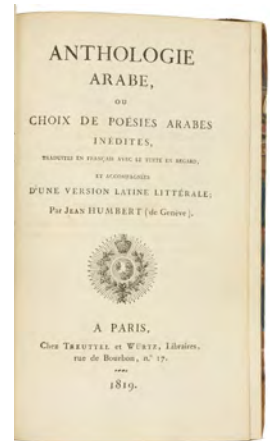 ANTHOLOGIE
ARABE,
OU
CHOIX DE POÉSIES ARABES
INÉDITES,
TRADUITES EN FRANÇAIS AVEC LE TEXTE EN REGARD,
ET ACCOMPAGNÉES
D'UNE VERSION LATINE LITTÉRALE;
Par JEAN HUMBERT (de Genève).
A PARIS,
Chez TREUTTEL et WÜRTZ, Libraires,
rue de Bourbon, n.° 17.
1819.